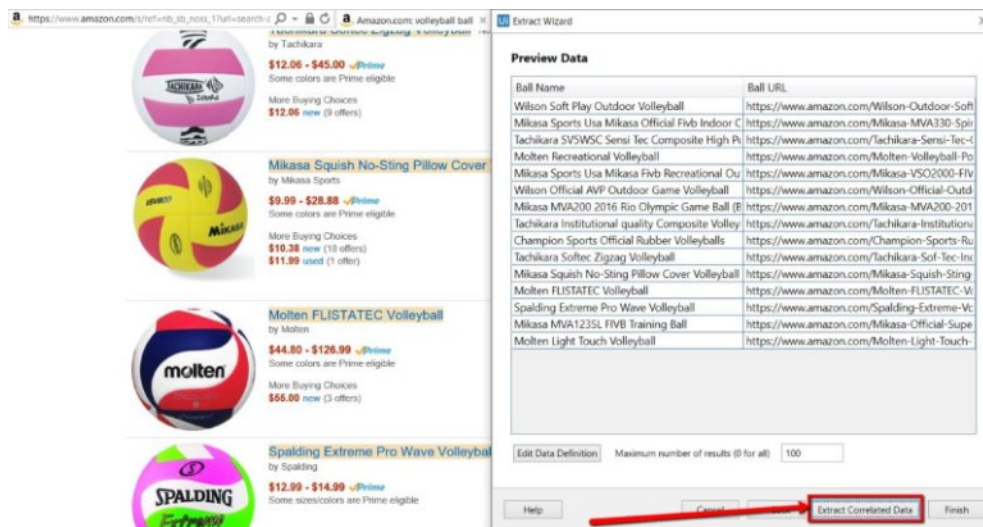 https://www.amazon.com/s/ref=nb_sb_noss_1?url=search-
Amazon.com: volleyball ball
Tachikara Softec Zigzag Volleyball
by Tachikara
$12.06 - $45.00 Prime
Some colors are Prime eligible
More Buying Choices
$12.06 new (9 offers)
TACHIKARA
Mikasa Squish No-Sting Pillow Cover
by Mikasa Sports
$9.99 - $28.88 Prime
Some colors are Prime eligible
More Buying Choices
$10.38 new (18 offers)
$11.99 used (1 offer)
MIKASA
Molten FLISTATEC Volleyball
by Molten
$44.80 - $126.99 Prime
Some colors are Prime eligible
More Buying Choices
$55.00 new (3 offers)
molten
Spalding Extreme Pro Wave Volleyball
by Spalding
$12.99 - $14.99 Prime
Some sizes/colors are Prime eligible
SPALDING
Extreme
Ui Extract Wizard
Preview Data
Ball Name Ball URL
Wilson Soft Play Outdoor Volleyball https://www.amazon.com/Wilson-Outdoor-Soft
Mikasa Sports Usa Mikasa Official Fivb Indoor C https://www.amazon.com/Mikasa-MVA330-Spi
Tachikara SV5WSC Sensi Tec Composite High P https://www.amazon.com/Tachikara-Sensi-Tec-C
Molten Recreational Volleyball https://www.amazon.com/Molten-Volleyball-Po
Mikasa Sports Usa Mikasa Fivb Recreational Ou https://www.amazon.com/Mikasa-VSO2000-FIV
Wilson Official AVP Outdoor Game Volleyball https://www.amazon.com/Wilson-Official-Outd
Mikasa MVA200 2016 Rio Olympic Game Ball (B https://www.amazon.com/Mikasa-MVA200-201
Tachikara Institutional quality Composite Volley https://www.amazon.com/Tachikara-Institutiona
Champion Sports Official Rubber Volleyballs https://www.amazon.com/Champion-Sports-Ru
Tachikara Softec Zigzag Volleyball https://www.amazon.com/Tachikara-Sof-Tec-Inc
Mikasa Squish No-Sting Pillow Cover Volleyball https://www.amazon.com/Mikasa-Squish-Sting-
Molten FLISTATEC Volleyball https://www.amazon.com/Molten-FLISTATEC-Vo
Spalding Extreme Pro Wave Volleyball https://www.amazon.com/Spalding-Extreme-Vo
Mikasa MVA123SL FIVB Training Ball https://www.amazon.com/Mikasa-Official-Supe
Molten Light Touch Volleyball https://www.amazon.com/Molten-Light-Touch-
Edit Data Definition Maximum number of results (0 for all) 100
Help Cancel Extract Correlated Data Finish